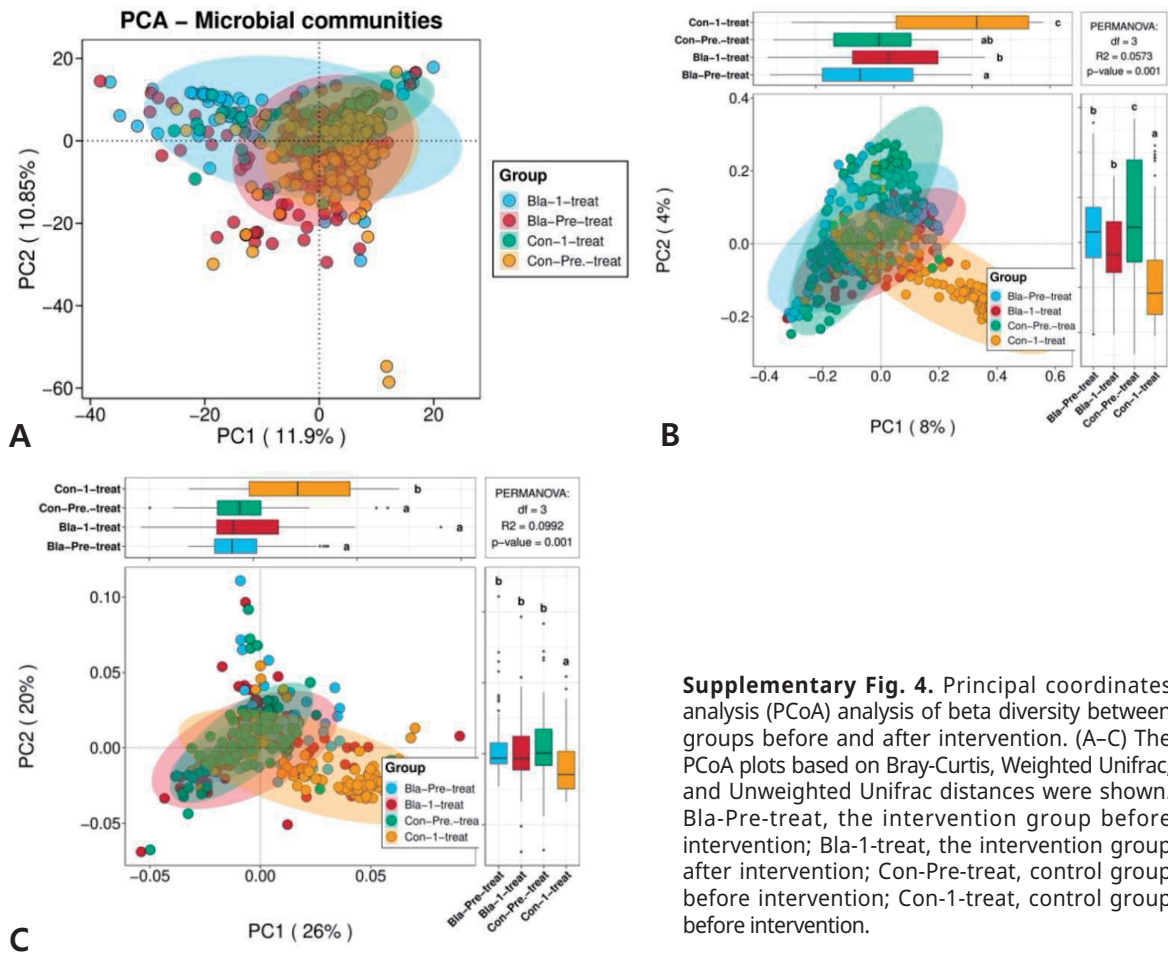 PCA – Microbial communities
20
0
−20
−40
−60
PC2 ( 10.85% )
−40
−20
0
20
PC1 ( 11.9% )
Group
Bla−1−treat
Bla−Pre−treat
Con−1−treat
Con−Pre.−treat
A
Con−1−treat
c
Con−Pre.−treat
ab
Bla−1−treat
b
Bla−Pre−treat
a
PERMANOVA:
df = 3
R2 = 0.0573
p−value = 0.001
0.4
0.2
0.0
−0.2
PC2 ( 4% )
−0.4
−0.2
0.0
0.2
0.4
0.6
PC1 ( 8% )
Group
Bla−Pre−treat
Bla−1−treat
Con−Pre.−trea
Con−1−treat
b
b
c
a
Bla−Pre−treat
Bla−1−treat
Con−Pre.−treat
Con−1−treat
B
Con−1−treat
b
Con−Pre.−treat
a
Bla−1−treat
a
Bla−Pre−treat
a
PERMANOVA:
df = 3
R2 = 0.0992
p−value = 0.001
0.10
0.05
0.00
−0.05
PC2 ( 20% )
−0.05
0.00
0.05
PC1 ( 26% )
Group
Bla−Pre−treat
Bla−1−treat
Con−Pre.−trea
Con−1−treat
b
b
b
a
Bla−Pre−treat
Bla−1−treat
Con−Pre.−treat
Con−1−treat
C
Supplementary Fig. 4. Principal coordinates
analysis (PCoA) analysis of beta diversity between
groups before and after intervention. (A–C) The
PCoA plots based on Bray-Curtis, Weighted Unifrac,
and Unweighted Unifrac distances were shown.
Bla-Pre-treat, the intervention group before
intervention; Bla-1-treat, the intervention group
after intervention; Con-Pre-treat, control group
before intervention; Con-1-treat, control group
before intervention.